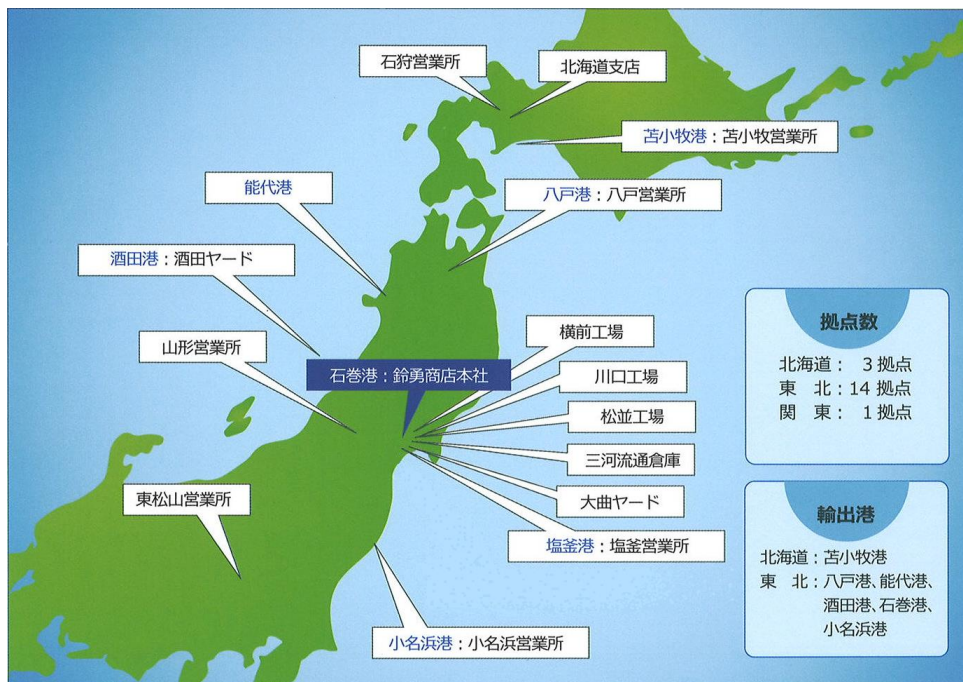 石狩営業所
北海道支店
苫小牧港：苫小牧営業所
能代港
八戸港：八戸営業所
酒田港：酒田ヤード
山形営業所
横前工場
石巻港：鈴勇商店本社
川口工場
松並工場
三河流通倉庫
東松山営業所
大曲ヤード
塩釜港：塩釜営業所
小名浜港：小名浜営業所
拠点数
北海道： 3 拠点
東　北：14 拠点
関　東： 1 拠点
輸出港
北海道：苫小牧港
東　北：八戸港、能代港、
酒田港、石巻港、
小名浜港